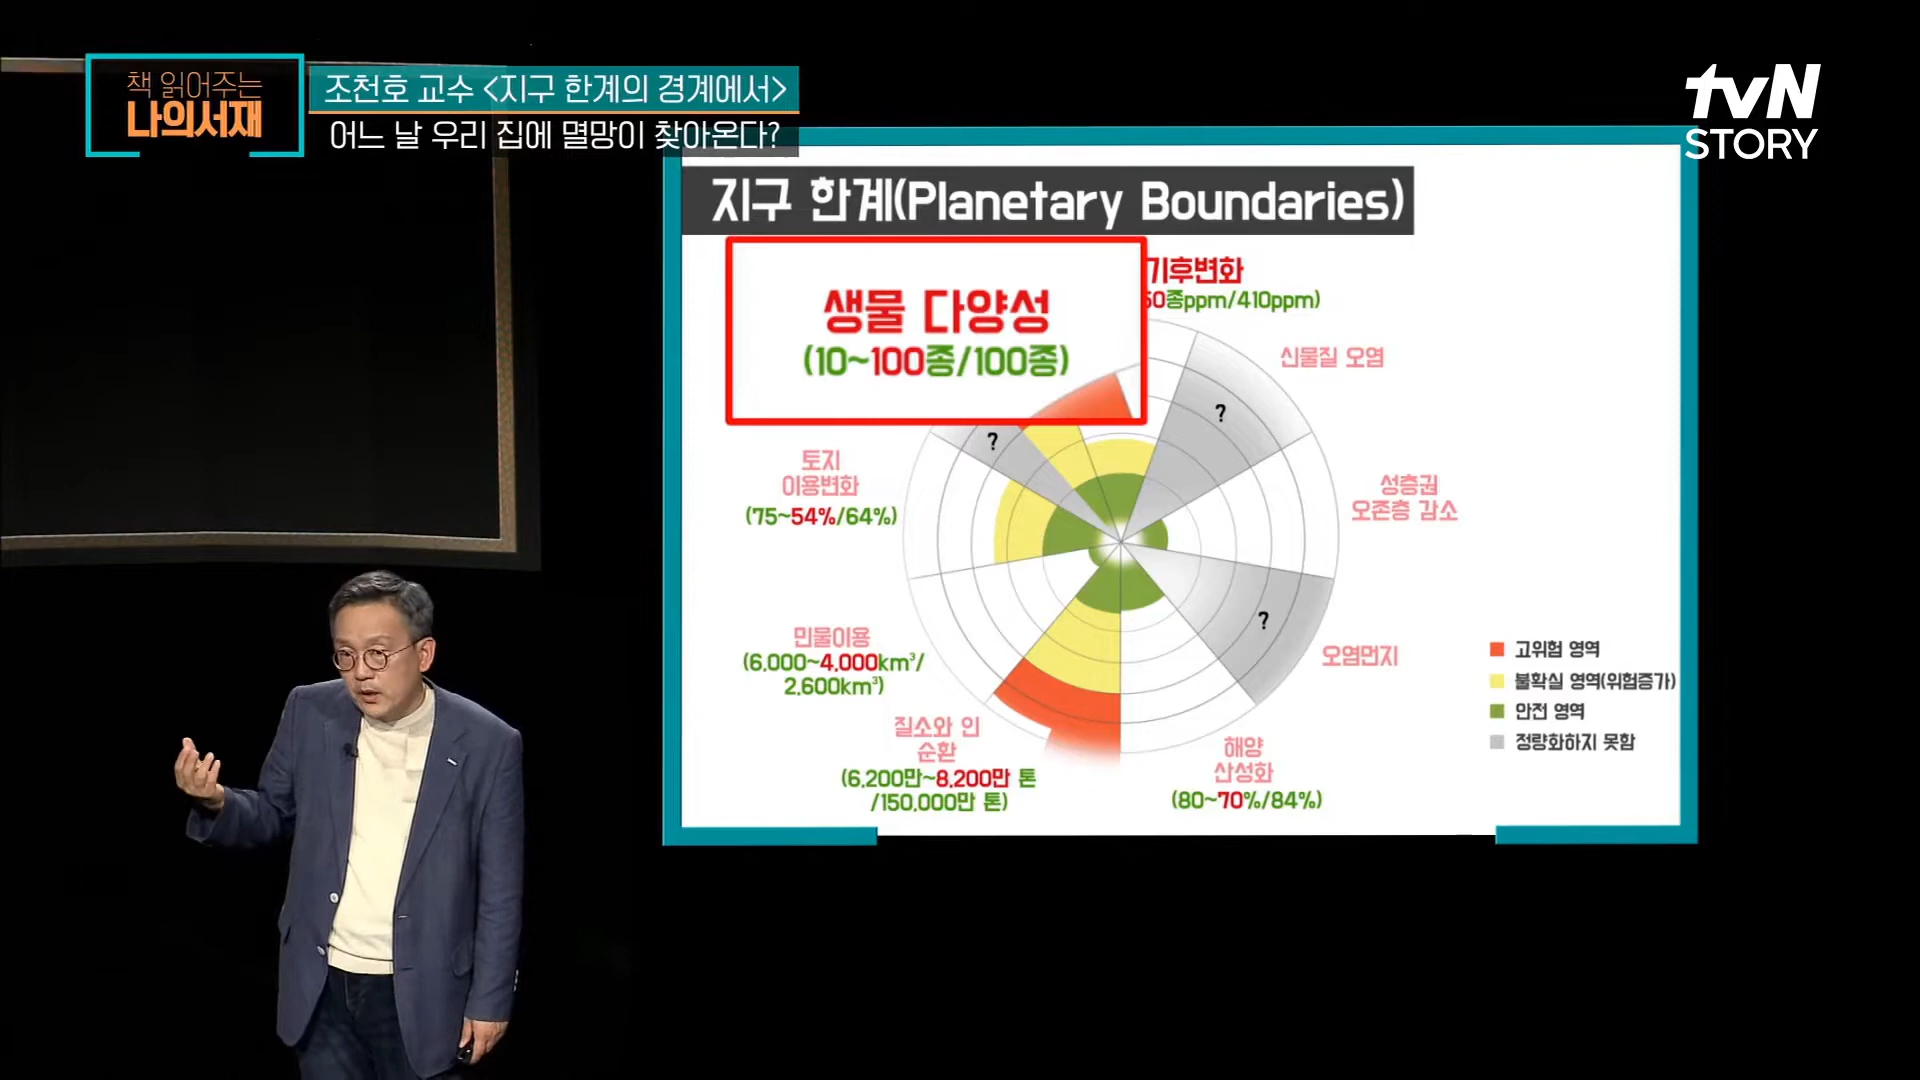 책 읽어주는
나의서재
조천호 교수 <지구 한계의 경계에서>
어느 날 우리 집에 멸망이 찾아온다?
tvN
STORY
지구 한계(Planetary Boundaries)
생물 다양성
(10~100종/100종)
기후변화
50종ppm/410ppm)
신물질 오염
?
?
토지
이용변화
(75~54%/64%)
성층권
오존층 감소
?
민물이용
(6,000~4,000km³/
2,600km³)
오염먼지
질소와 인
순환
(6,200만~8,200만 톤
/150,000만 톤)
해양
산성화
(80~70%/84%)
고위험 영역
불확실 영역(위험증가)
안전 영역
정량화하지 못함